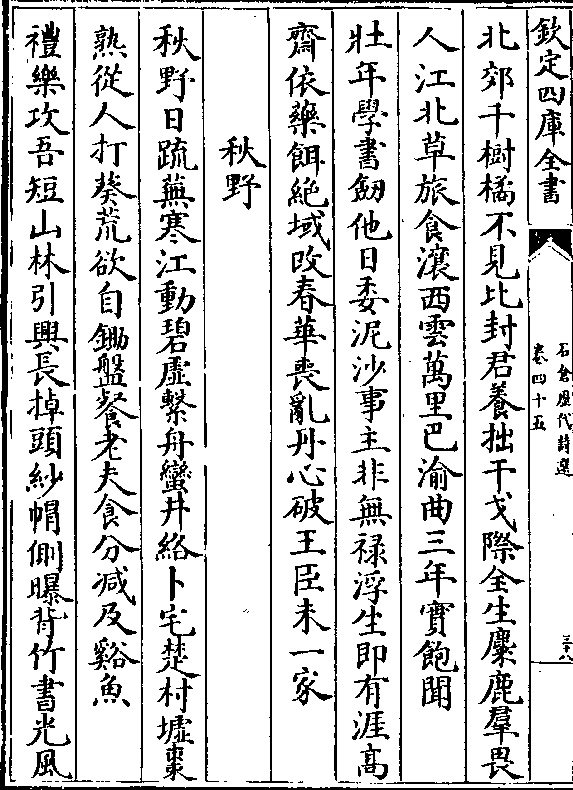 欽定四庫全書
石倉歷代詩選
卷四十五
三十八
北郊千樹橘不見比封君養拙干戈際全生麋鹿羣畏
人江北草旅食瀼西雲萬里巴渝曲三年實飽聞
壯年學書劔他日委泥沙事主非無禄浮生即有涯高
齋依藥餌絶域改春華喪亂丹心破王臣未一家
秋野
秋野日疏蕪寒江動碧虚繫舟蠻井絡卜宅楚村墟棗
熟從人打葵荒欲自鋤盤餐老夫食分减及谿魚
禮樂攻吾短山林引興長掉頭紗帽側曝背竹書光風